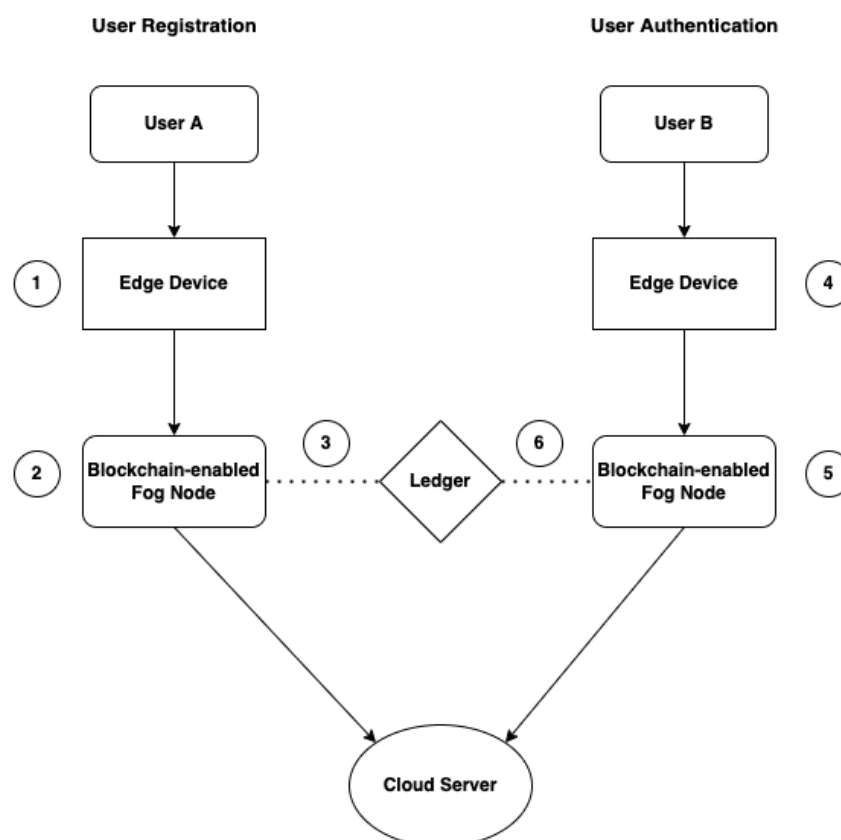 User Registration
User Authentication
User A
User B
1
Edge Device
Edge Device
4
2
Blockchain-enabled
Fog Node
3
Ledger
6
Blockchain-enabled
Fog Node
5
Cloud Server